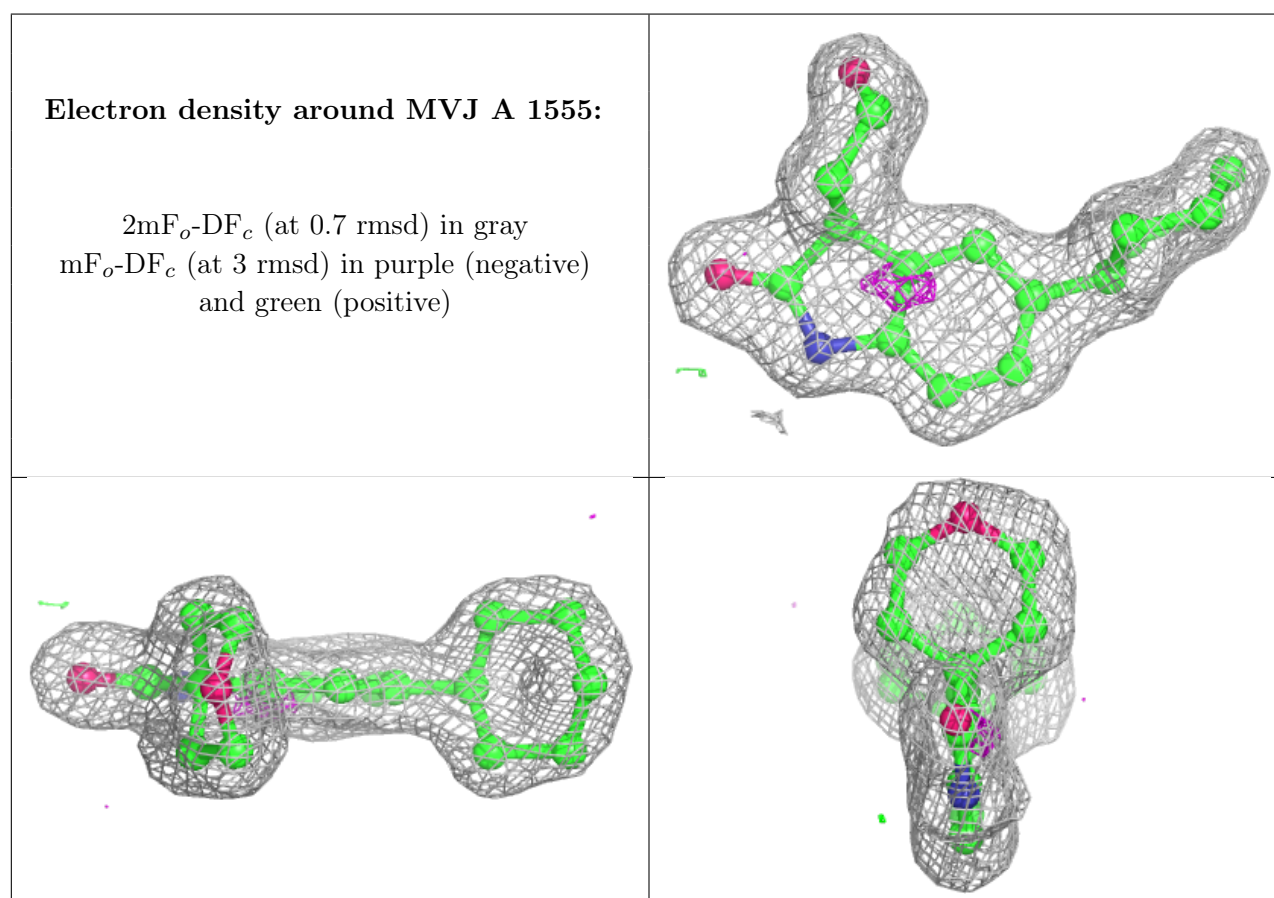 Electron density around MVJ A 1555:
2mFo-DFc (at 0.7 rmsd) in gray
mFo-DFc (at 3 rmsd) in purple (negative)
and green (positive)